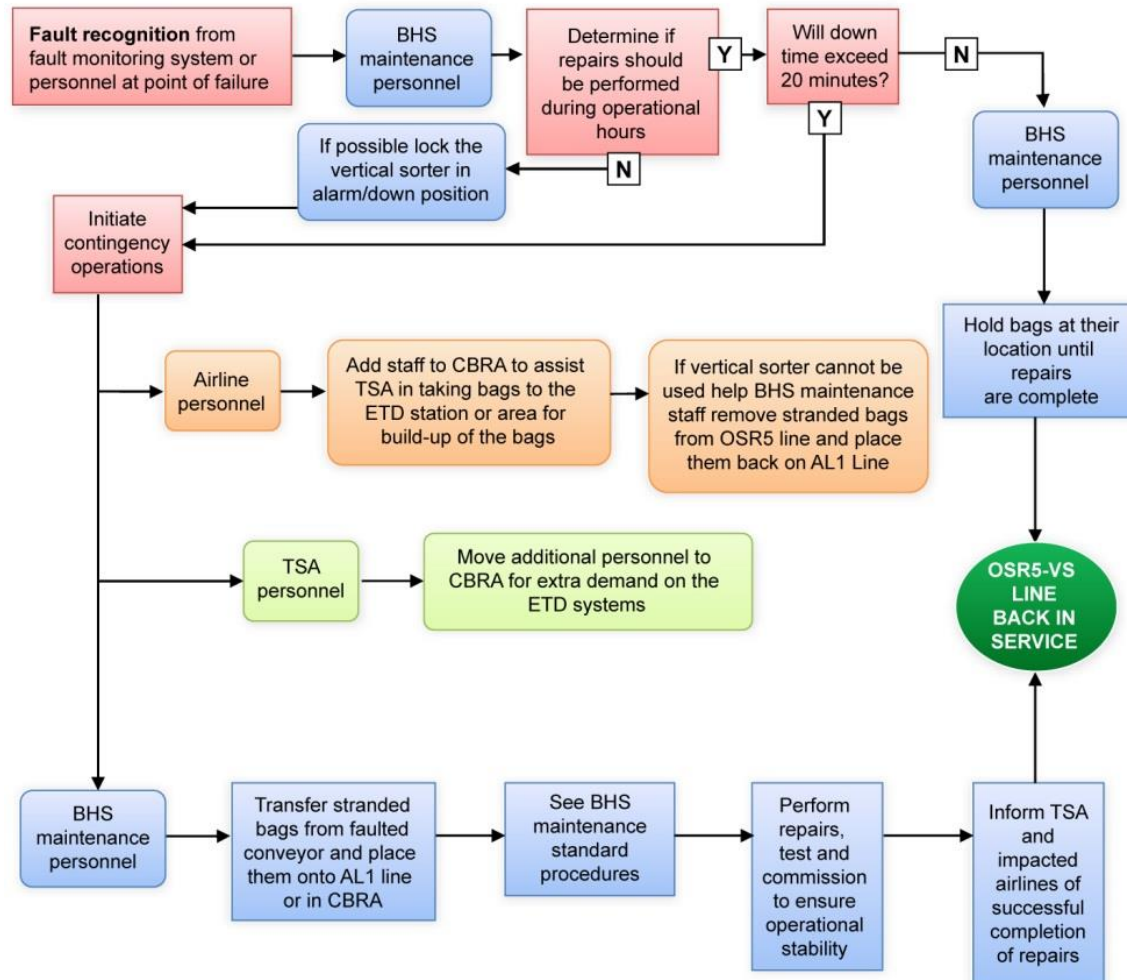 Fault recognition from
fault monitoring system or
personnel at point of failure
BHS
maintenance
personnel
Determine if
repairs should
be performed
during operational
hours
Y
Will down
time exceed
20 minutes?
N
Y
N
If possible lock the
vertical sorter in
alarm/down position
BHS
maintenance
personnel
Initiate
contingency
operations
Hold bags at their
location until
repairs
are complete
Airline
personnel
Add staff to CBRA to assist
TSA in taking bags to the
ETD station or area for
build-up of the bags
If vertical sorter cannot be
used help BHS maintenance
staff remove stranded bags
from OSR5 line and place
them back on AL1 Line
TSA
personnel
Move additional personnel to
CBRA for extra demand on the
ETD systems
OSR5-VS
LINE
BACK IN
SERVICE
BHS
maintenance
personnel
Transfer stranded
bags from faulted
conveyor and place
them onto AL1 line
or in CBRA
See BHS
maintenance
standard
procedures
Perform
repairs,
test and
commission
to ensure
operational
stability
Inform TSA
and
impacted
airlines of
successful
completion
of repairs